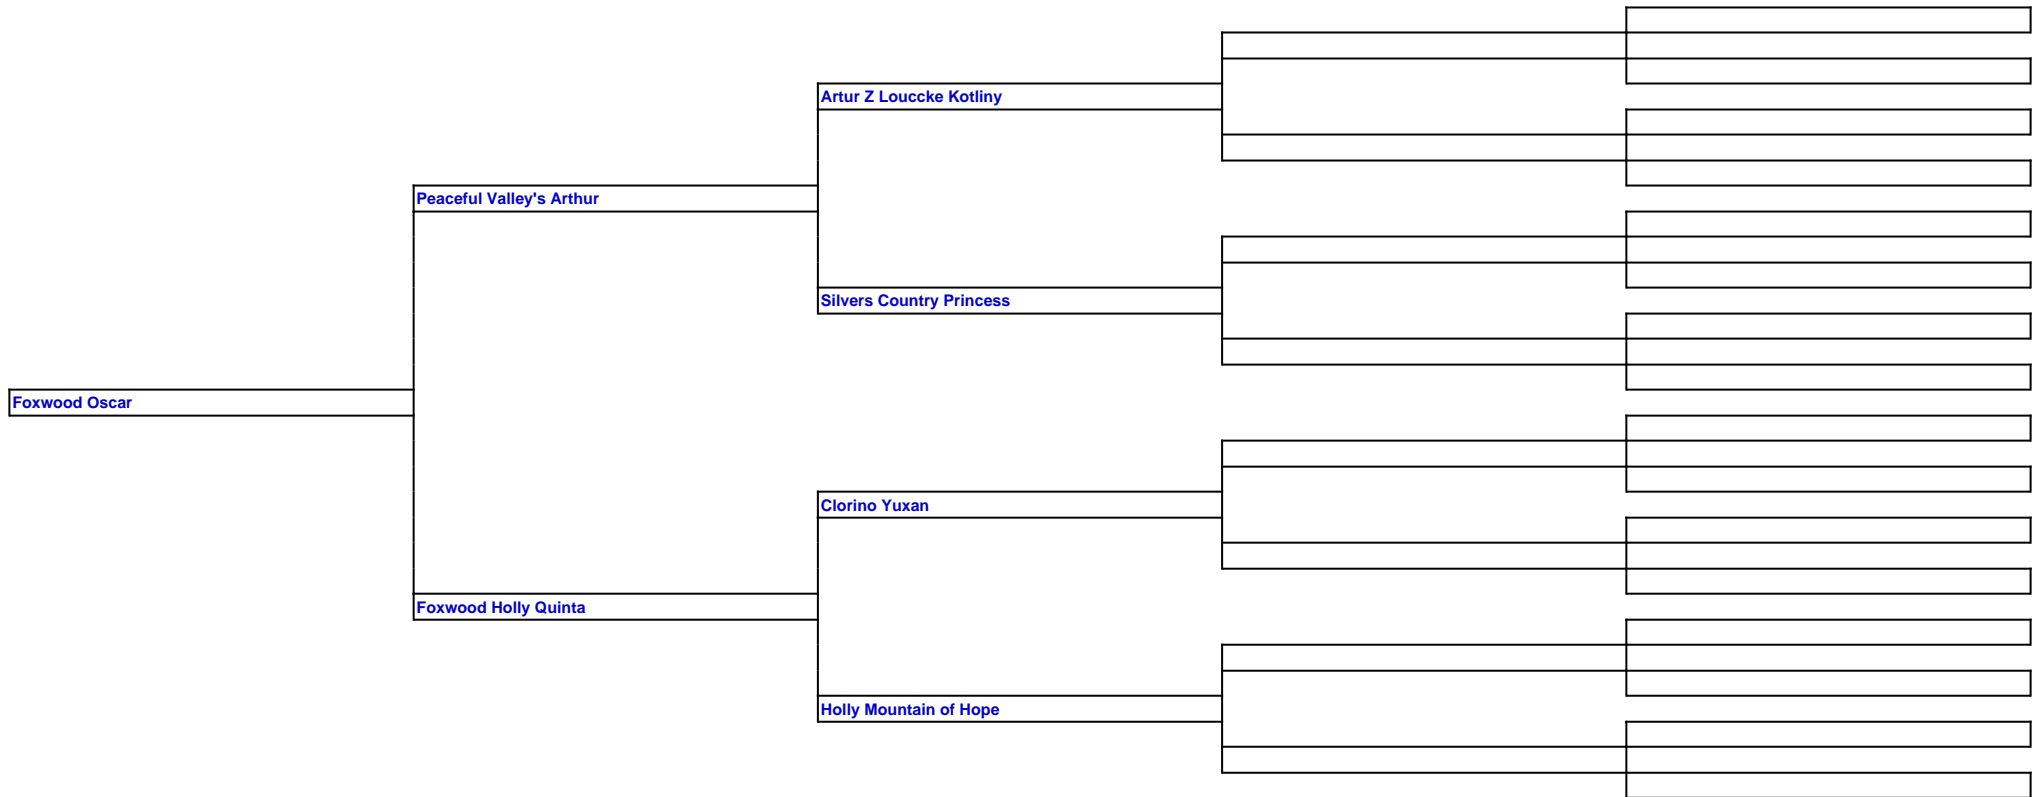 Artur Z Louccke Kotliny
Peaceful Valley's Arthur
Silvers Country Princess
Foxwood Oscar
Clorino Yuxan
Foxwood Holly Quinta
Holly Mountain of Hope